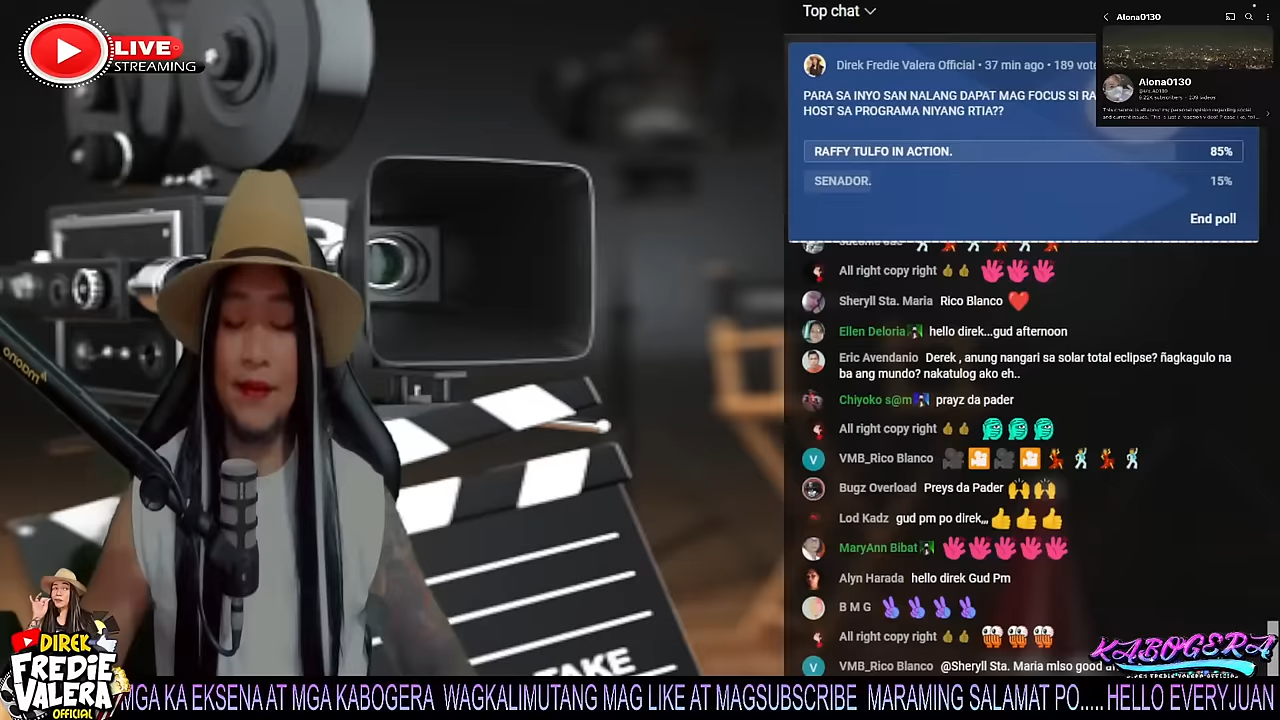 LIVE
STREAMING
maono
Top chat
Direk Fredie Valera Official • 37 min ago • 189 vote
PARA SA INYO SAN NALANG DAPAT MAG FOCUS SI RA
HOST SA PROGRAMA NIYANG RTIA??
RAFFY TULFO IN ACTION. 85%
SENADOR. 15%
End poll
Alona0130
Alona0130
All right copy right
Sheryll Sta. Maria Rico Blanco
Ellen Deloria hello direk...gud afternoon
Eric Avendanio Derek , anung nangari sa solar total eclipse? ñagkagulo na
ba ang mundo? nakatulog ako eh..
Chiyoko s@m prayz da pader
All right copy right
V VMB_Rico Blanco
Bugz Overload Preys da Pader
Lod Kadz gud pm po direk,,,
MaryAnn Bibat
Alyn Harada hello direk Gud Pm
B M G
All right copy right
V VMB_Rico Blanco @Sheryll Sta. Maria mlso good
KABOGERA
TAKE
DIREK
FREDIE
VALERA
OFFICIAL
MGA KA EKSENA AT MGA KABOGERA WAGKALIMUTANG MAG LIKE AT MAGSUBSCRIBE MARAMING SALAMAT PO..... HELLO EVERYJUAN